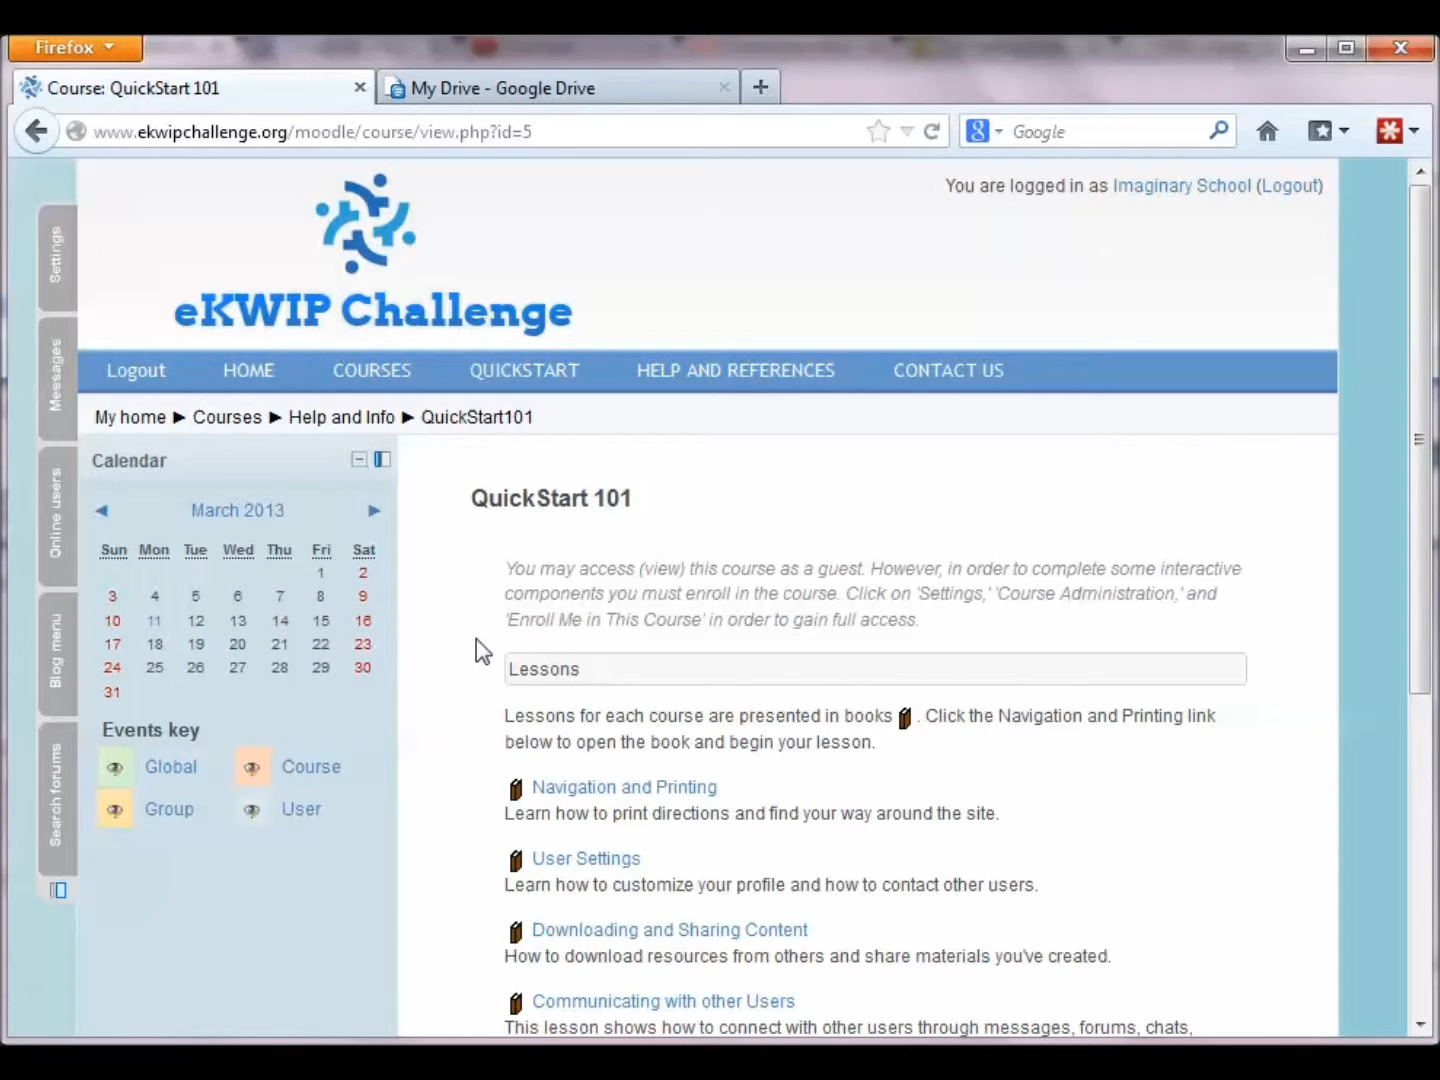 Firefox
Course: QuickStart 101
My Drive - Google Drive
www.ekwipchallenge.org/moodle/course/view.php?id=5
Google
You are logged in as Imaginary School (Logout)
eKWIP Challenge
Logout HOME COURSES QUICKSTART HELP AND REFERENCES CONTACT US
My home ► Courses ► Help and Info ► QuickStart101
Settings
Messages
Online users
Blog menu
Search forums
Calendar
◄ March 2013 ►
Sun Mon Tue Wed Thu Fri Sat
1 2
3 4 5 6 7 8 9
10 11 12 13 14 15 16
17 18 19 20 21 22 23
24 25 26 27 28 29 30
31
Events key
Global Course
Group User
QuickStart 101
You may access (view) this course as a guest. However, in order to complete some interactive
components you must enroll in the course. Click on 'Settings,' 'Course Administration,' and
'Enroll Me in This Course' in order to gain full access.
Lessons
Lessons for each course are presented in books . Click the Navigation and Printing link
below to open the book and begin your lesson.
Navigation and Printing
Learn how to print directions and find your way around the site.
User Settings
Learn how to customize your profile and how to contact other users.
Downloading and Sharing Content
How to download resources from others and share materials you've created.
Communicating with other Users
This lesson shows how to connect with other users through messages, forums, chats,